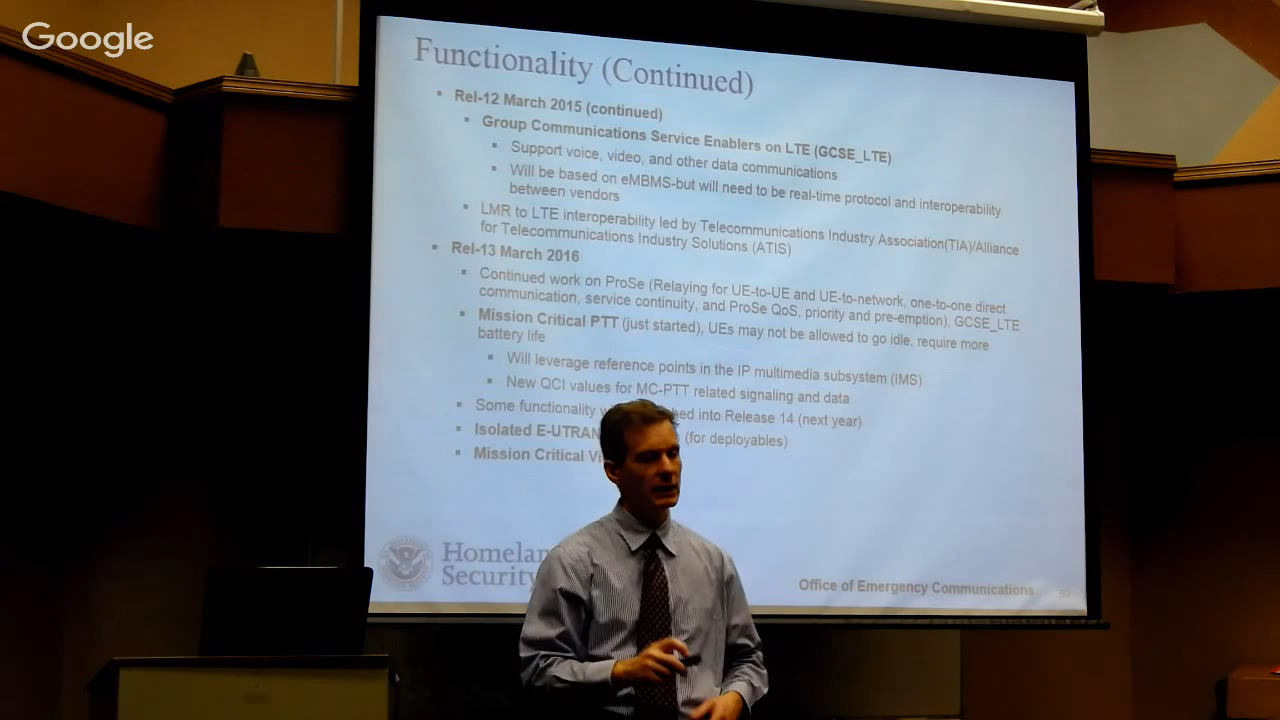 Google
Functionality (Continued)
Rel-12 March 2015 (continued)
Group Communications Service Enablers on LTE (GCSE_LTE)
Support voice, video, and other data communications
Will be based on eMBMS-but will need to be real-time protocol and interoperability
between vendors
LMR to LTE interoperability led by Telecommunications Industry Association(TIA)/Alliance
for Telecommunications Industry Solutions (ATIS)
Rel-13 March 2016
Continued work on ProSe (Relaying for UE-to-UE and UE-to-network, one-to-one direct
communication, service continuity, and ProSe QoS, priority and pre-emption), GCSE_LTE
Mission Critical PTT (just started), UEs may not be allowed to go idle, require more
battery life
Will leverage reference points in the IP multimedia subsystem (IMS)
New QCI values for MC-PTT related signaling and data
Some functionality into Release 14 (next year)
Isolated E-UTRAN (for deployables)
Mission Critical
Security
Office of Emergency Communications